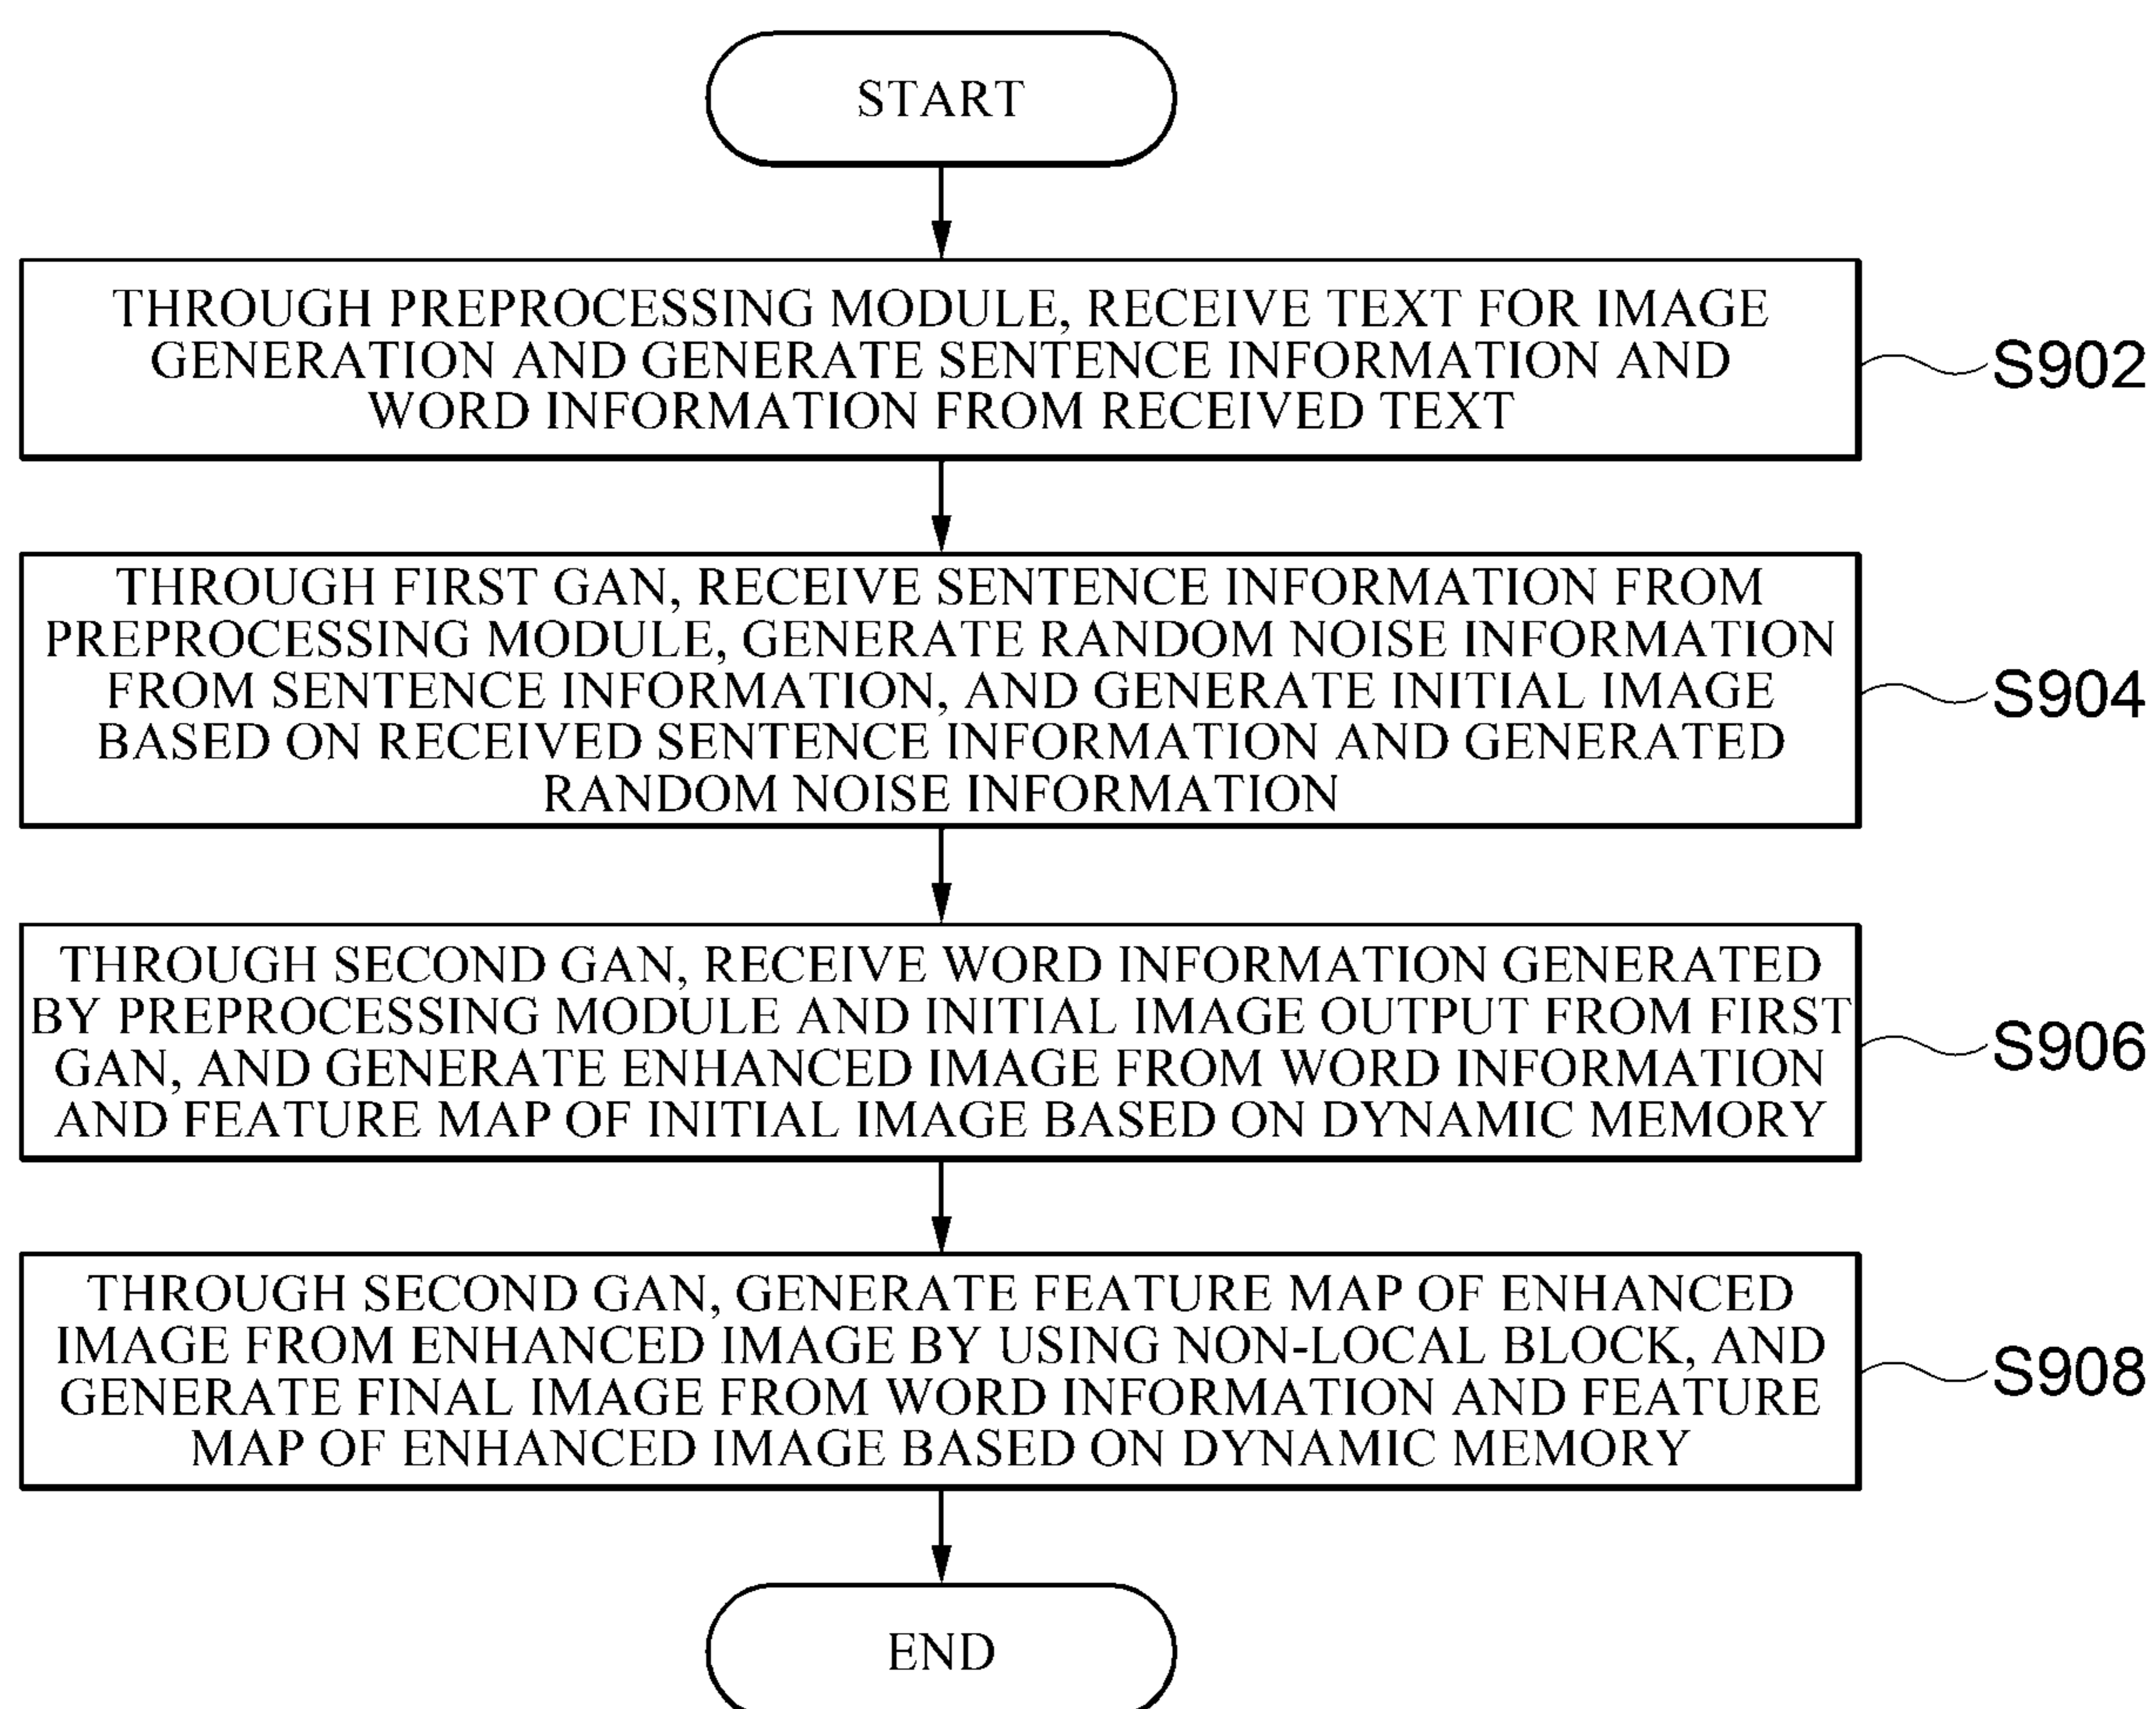 START
THROUGH PREPROCESSING MODULE, RECEIVE TEXT FOR IMAGE
GENERATION AND GENERATE SENTENCE INFORMATION AND
WORD INFORMATION FROM RECEIVED TEXT
S902
THROUGH FIRST GAN, RECEIVE SENTENCE INFORMATION FROM
PREPROCESSING MODULE, GENERATE RANDOM NOISE INFORMATION
FROM SENTENCE INFORMATION, AND GENERATE INITIAL IMAGE
BASED ON RECEIVED SENTENCE INFORMATION AND GENERATED
RANDOM NOISE INFORMATION
S904
THROUGH SECOND GAN, RECEIVE WORD INFORMATION GENERATED
BY PREPROCESSING MODULE AND INITIAL IMAGE OUTPUT FROM FIRST
GAN, AND GENERATE ENHANCED IMAGE FROM WORD INFORMATION
AND FEATURE MAP OF INITIAL IMAGE BASED ON DYNAMIC MEMORY
S906
THROUGH SECOND GAN, GENERATE FEATURE MAP OF ENHANCED
IMAGE FROM ENHANCED IMAGE BY USING NON-LOCAL BLOCK, AND
GENERATE FINAL IMAGE FROM WORD INFORMATION AND FEATURE
MAP OF ENHANCED IMAGE BASED ON DYNAMIC MEMORY
S908
END